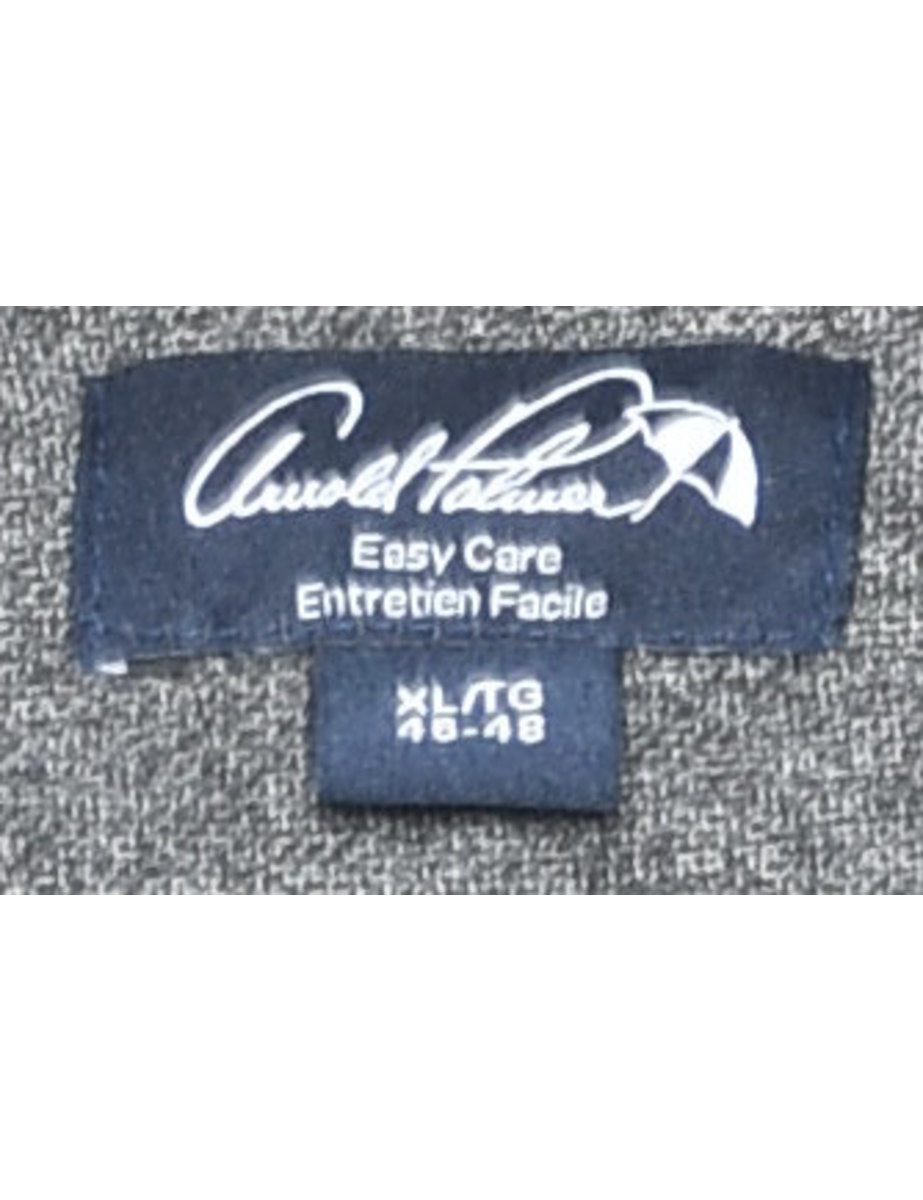 Arnold Palmer
Easy Care
Entretien Facile
XL/TG
46-48